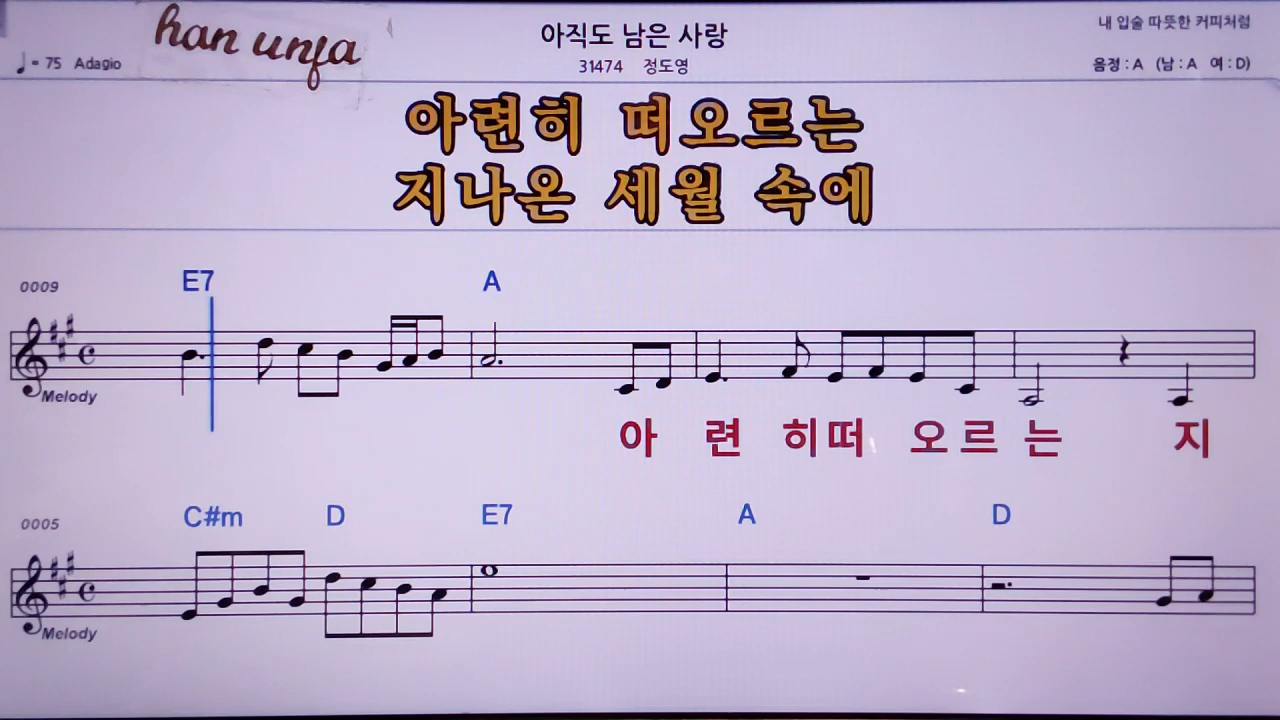 han unfa
아직도 남은 사랑
내 입술 따뜻한 커피처럼
♩= 75 Adagio
31474 정도영
음정 : A (남 : A 여 : D)
아련히 떠오르는
지나온 세월 속에
0009 E7 A
Melody
아 련 히 떠 오 르 는 지
0005 C#m D E7 A D
Melody